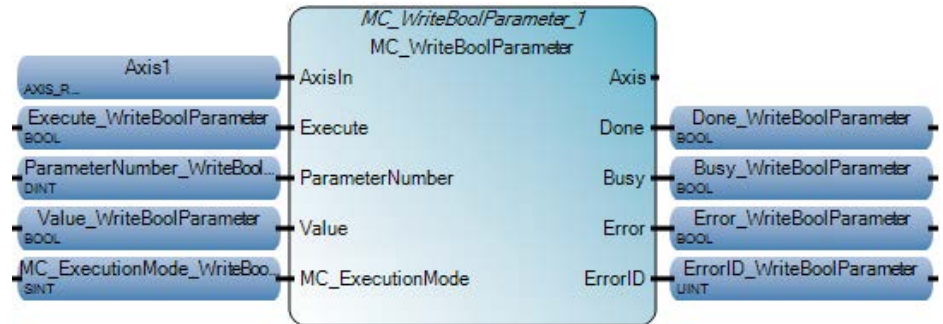 MC_WriteBoolParameter_1
MC_WriteBoolParameter
Axis1
AXIS_R...
AxisIn
Axis
Execute_WriteBoolParameter
BOOL
Execute
Done
Done_WriteBoolParameter
BOOL
ParameterNumber_WriteBool...
DINT
ParameterNumber
Busy
Busy_WriteBoolParameter
BOOL
Value_WriteBoolParameter
BOOL
Value
Error
Error_WriteBoolParameter
BOOL
MC_ExecutionMode_WriteBoo...
SINT
MC_ExecutionMode
ErrorID
ErrorID_WriteBoolParameter
UINT